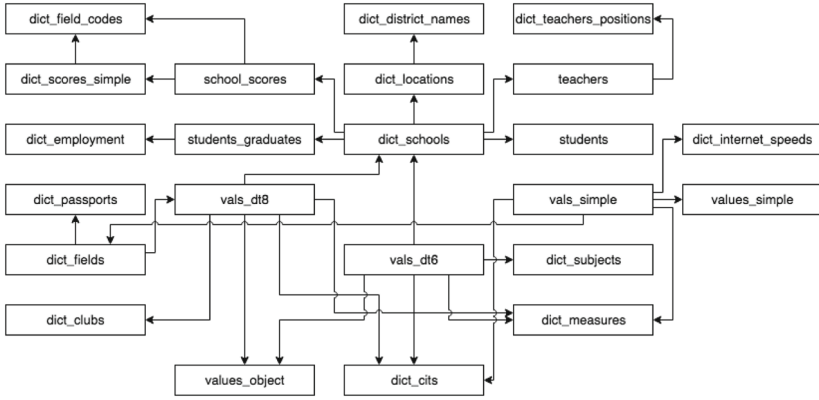 dict_field_codes
dict_district_names
dict_teachers_positions
dict_scores_simple
school_scores
dict_locations
teachers
dict_employment
students_graduates
dict_schools
students
dict_internet_speeds
dict_passports
vals_dt8
vals_simple
values_simple
dict_fields
vals_dt6
dict_subjects
dict_clubs
dict_measures
values_object
dict_cits